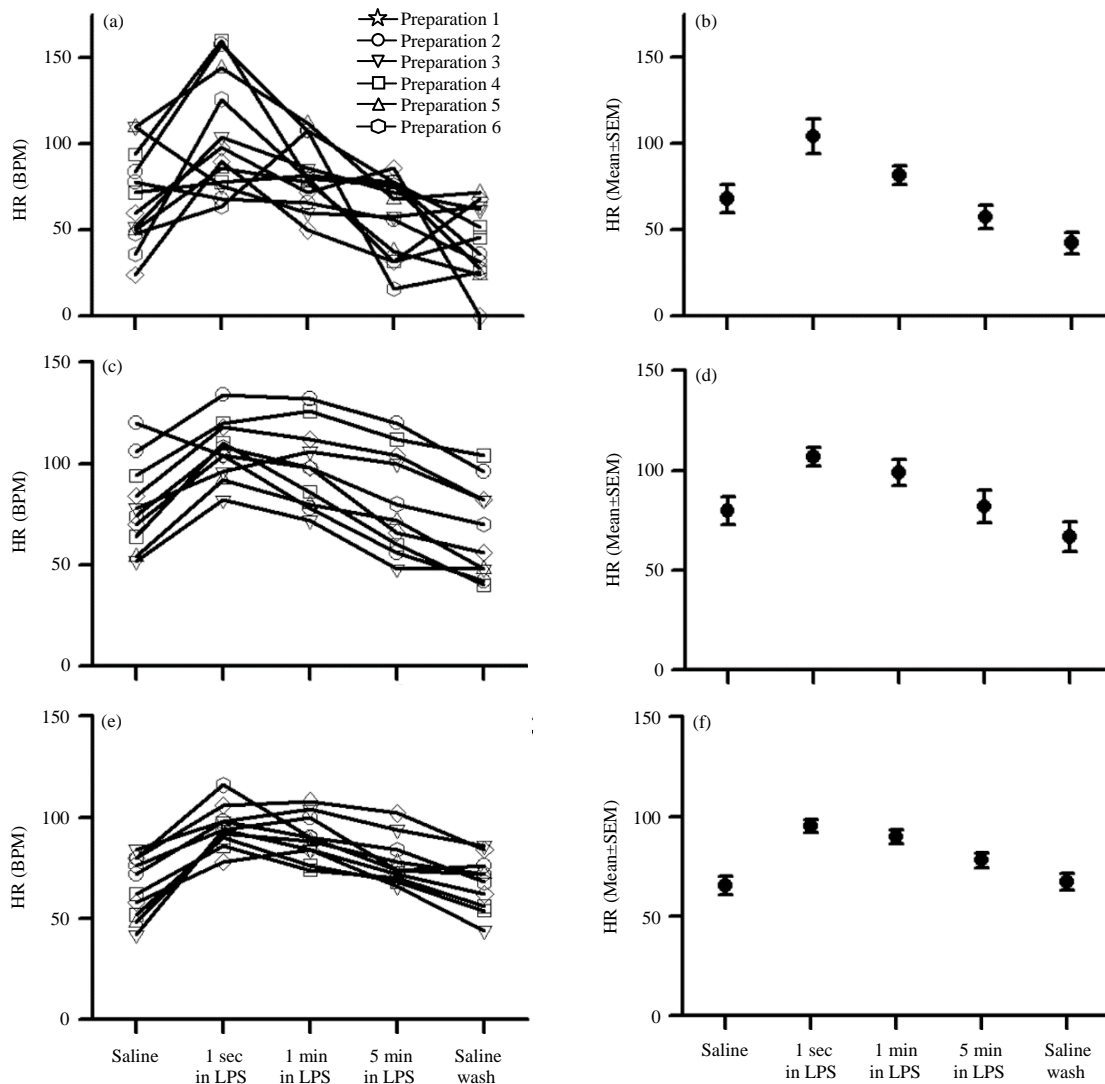 (a)
Preparation 1
Preparation 2
Preparation 3
Preparation 4
Preparation 5
Preparation 6
150
100
50
0
HR (BPM)
(b)
150
100
50
0
HR (Mean±SEM)
(c)
150
100
50
0
HR (BPM)
(d)
150
100
50
0
HR (Mean±SEM)
(e)
150
100
50
0
HR (BPM)
Saline
1 sec
in LPS
1 min
in LPS
5 min
in LPS
Saline
wash
(f)
150
100
50
0
HR (Mean±SEM)
Saline
1 sec
in LPS
1 min
in LPS
5 min
in LPS
Saline
wash